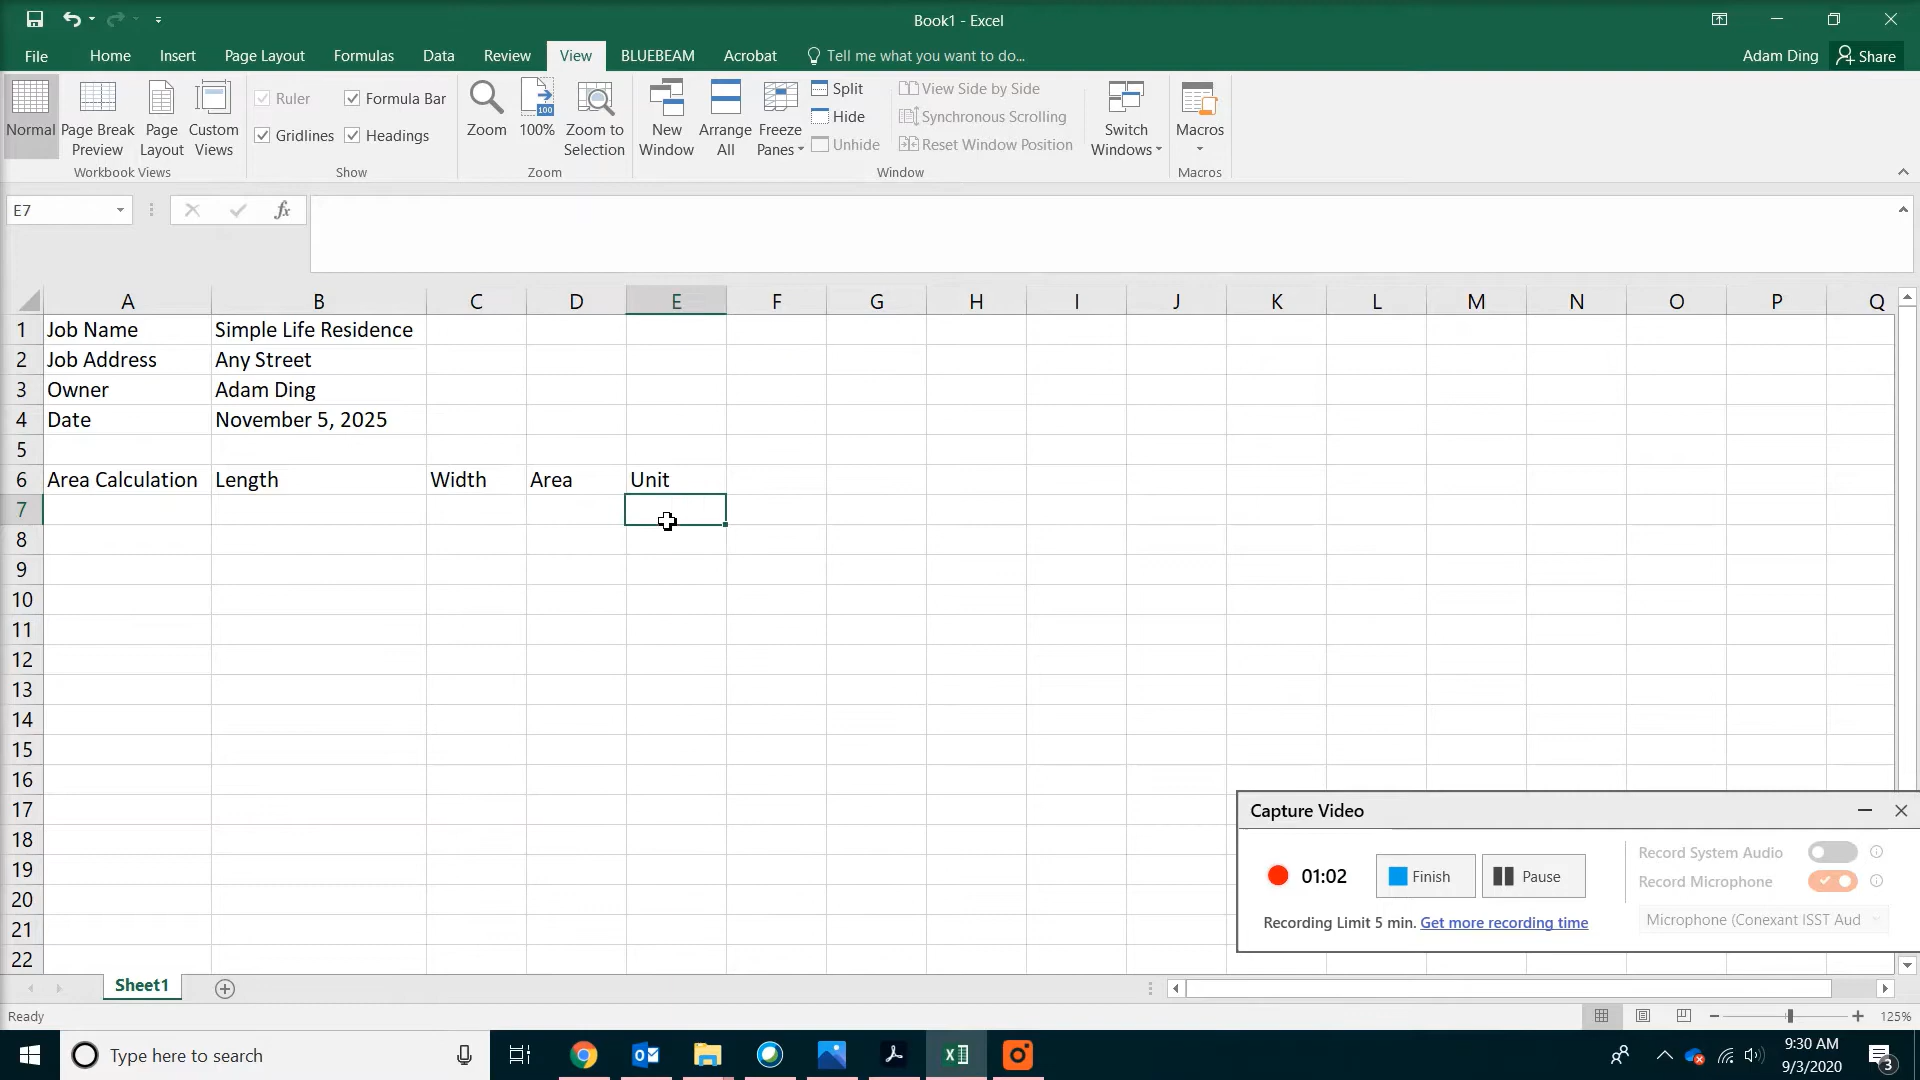 Book1 - Excel
File Home Insert Page Layout Formulas Data Review View BLUEBEAM Acrobat Tell me what you want to do... Adam Ding Share
Normal
Page Break Preview
Page Layout
Custom Views
Workbook Views
Ruler
Formula Bar
Gridlines
Headings
Show
Zoom
100
100%
Zoom to Selection
Zoom
New Window
Arrange All
Freeze Panes
Split
Hide
Unhide
View Side by Side
Synchronous Scrolling
Reset Window Position
Window
Switch Windows
Macros
Macros
E7
fx
A B C D E F G H I J K L M N O P Q
1 Job Name Simple Life Residence
2 Job Address Any Street
3 Owner Adam Ding
4 Date November 5, 2025
5
6 Area Calculation Length Width Area Unit
7
8
9
10
11
12
13
14
15
16
17
18
19
20
21
22
Capture Video
01:02
Finish
Pause
Recording Limit 5 min. Get more recording time
Record System Audio
Record Microphone
Microphone (Conexant ISST Aud
Sheet1
Ready
125%
Type here to search
9:30 AM
9/3/2020
3